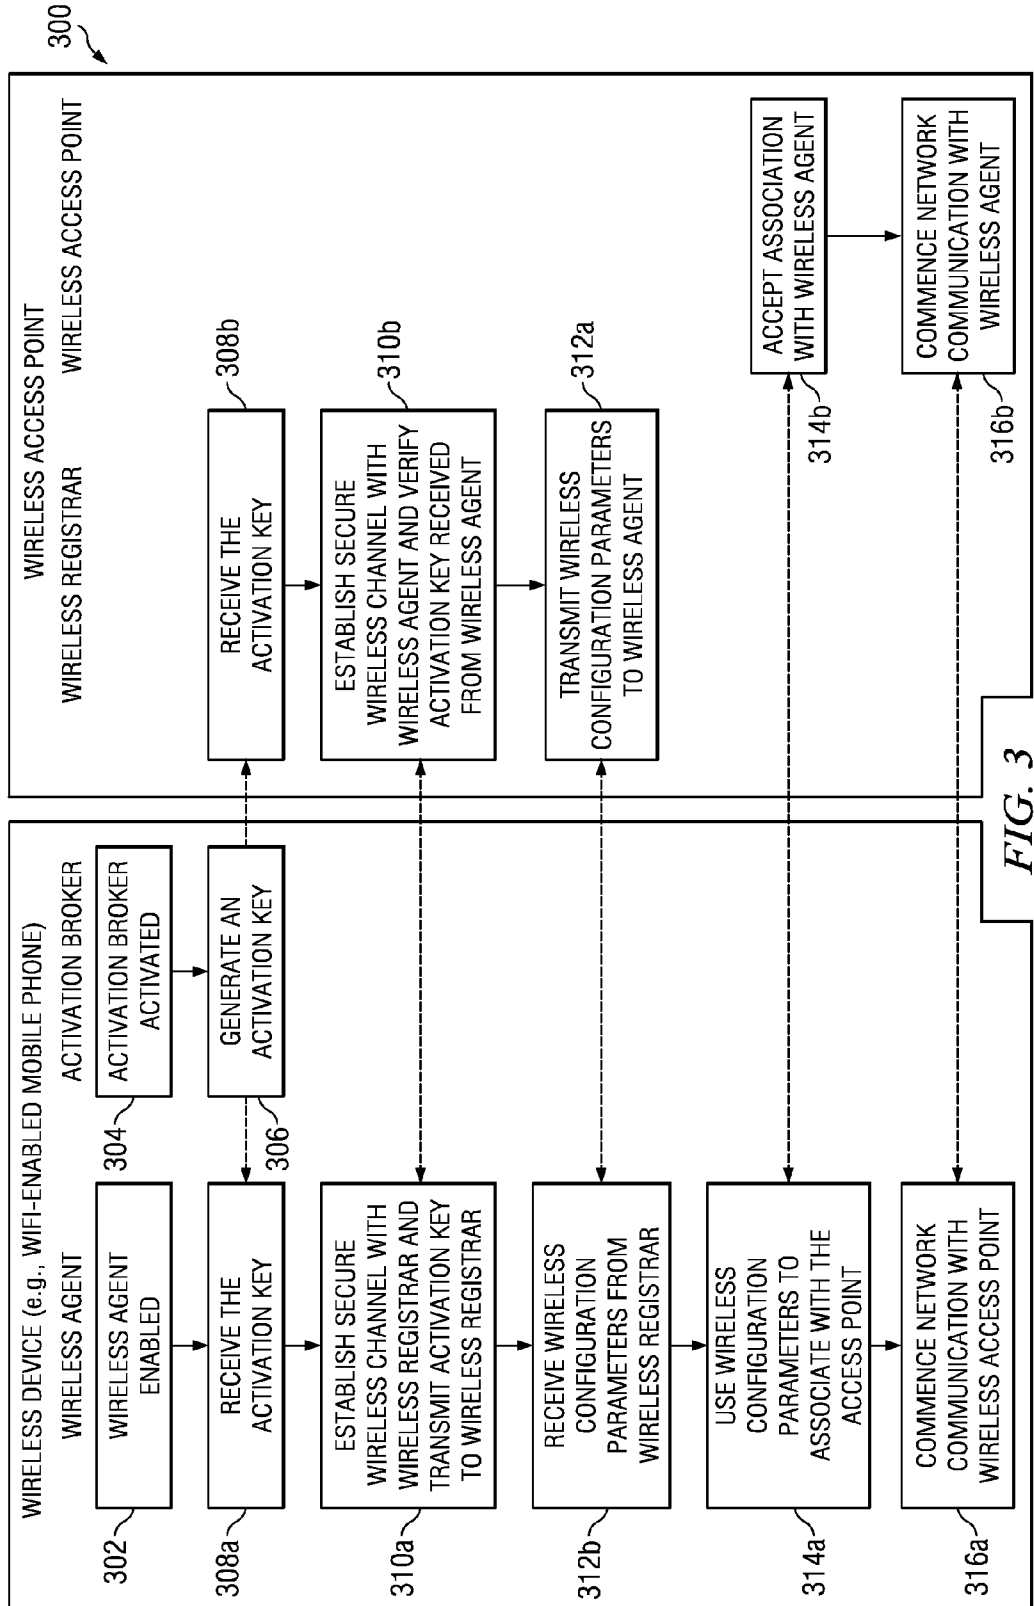 300
WIRELESS DEVICE (e.g., WIFI-ENABLED MOBILE PHONE)
WIRELESS AGENT
ACTIVATION BROKER
302
WIRELESS AGENT
ENABLED
304
ACTIVATION BROKER
ACTIVATED
306
GENERATE AN
ACTIVATION KEY
308a
RECEIVE THE
ACTIVATION KEY
310a
ESTABLISH SECURE
WIRELESS CHANNEL WITH
WIRELESS REGISTRAR AND
TRANSMIT ACTIVATION KEY
TO WIRELESS REGISTRAR
312b
RECEIVE WIRELESS
CONFIGURATION
PARAMETERS FROM
WIRELESS REGISTRAR
314a
USE WIRELESS
CONFIGURATION
PARAMETERS TO
ASSOCIATE WITH THE
ACCESS POINT
316a
COMMENCE NETWORK
COMMUNICATION WITH
WIRELESS ACCESS POINT
WIRELESS ACCESS POINT
WIRELESS REGISTRAR
WIRELESS ACCESS POINT
RECEIVE THE
ACTIVATION KEY
308b
ESTABLISH SECURE
WIRELESS CHANNEL WITH
WIRELESS AGENT AND VERIFY
ACTIVATION KEY RECEIVED
FROM WIRELESS AGENT
310b
TRANSMIT WIRELESS
CONFIGURATION PARAMETERS
TO WIRELESS AGENT
312a
ACCEPT ASSOCIATION
WITH WIRELESS AGENT
314b
COMMENCE NETWORK
COMMUNICATION WITH
WIRELESS AGENT
316b
FIG. 3